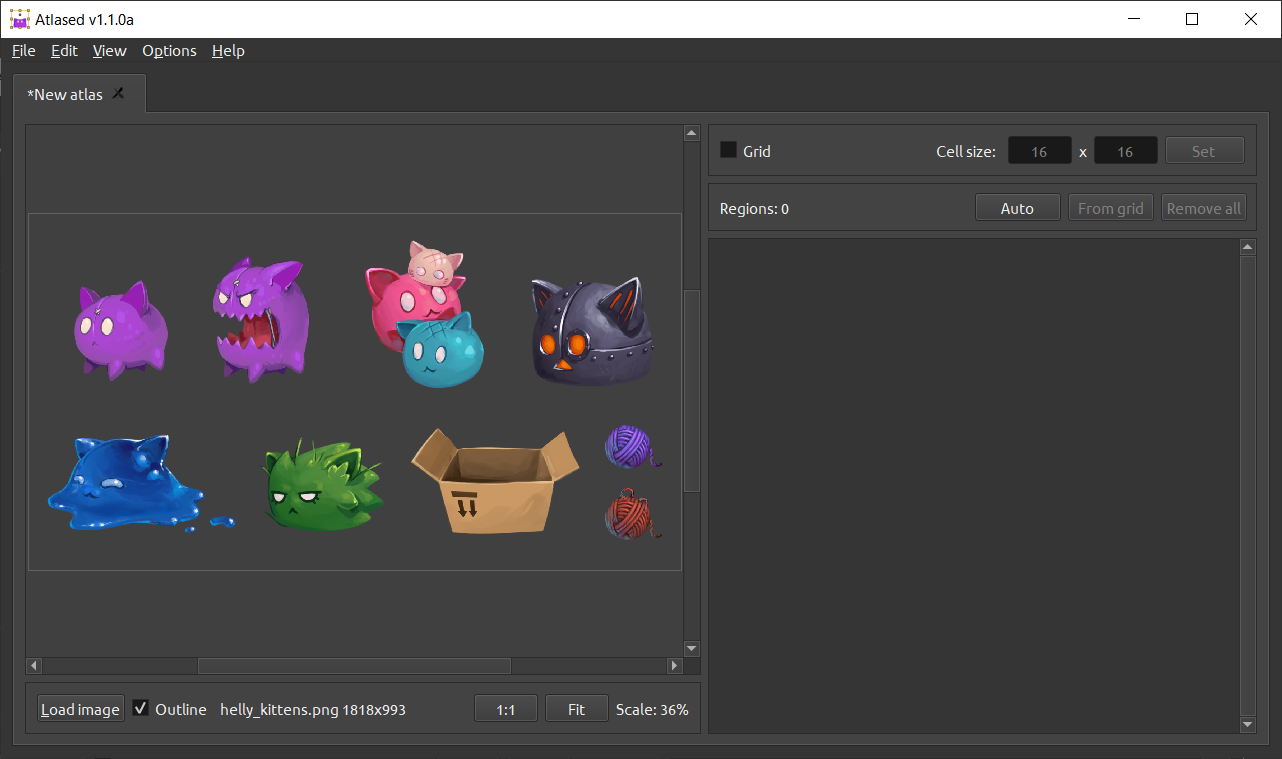 Atlased v1.1.0a
File Edit View Options Help
*New atlas
Grid Cell size: 16 x 16 Set
Regions: 0 Auto From grid Remove all
Load image Outline helly_kittens.png 1818x993 1:1 Fit Scale: 36%